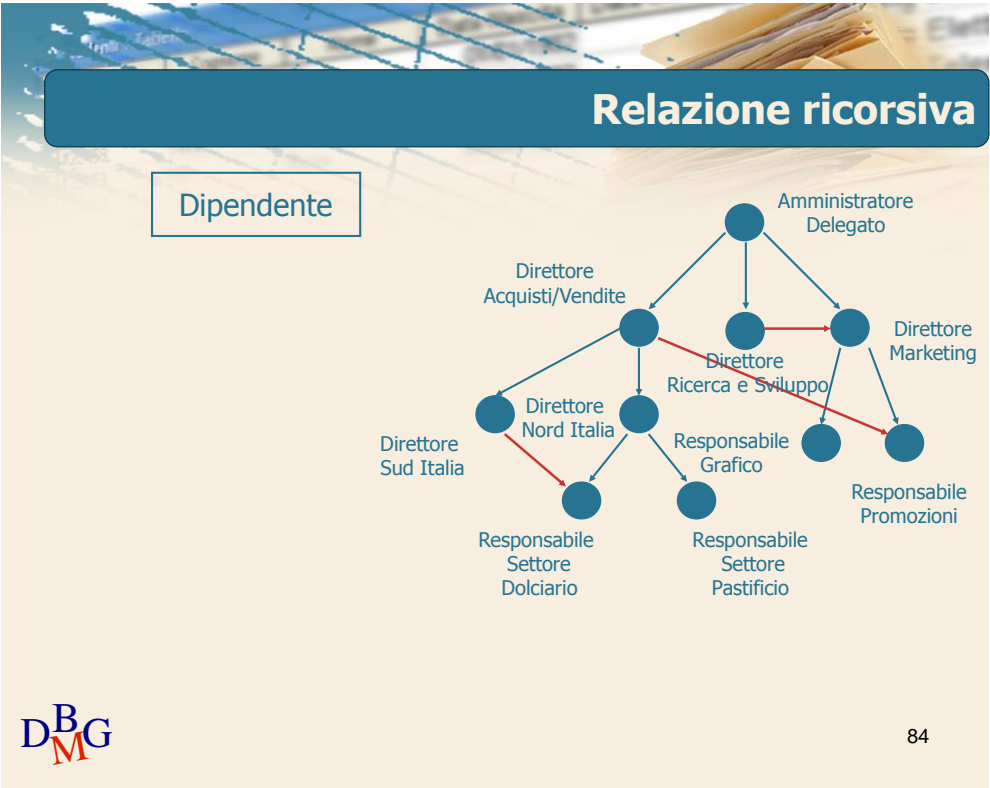 Relazione ricorsiva
Dipendente
Amministratore
Delegato
Direttore
Acquisti/Vendite
Direttore
Marketing
Direttore
Ricerca e Sviluppo
Direttore
Nord Italia
Direttore
Sud Italia
Responsabile
Grafico
Responsabile
Promozioni
Responsabile
Settore
Dolciario
Responsabile
Settore
Pastificio
DBMG
84